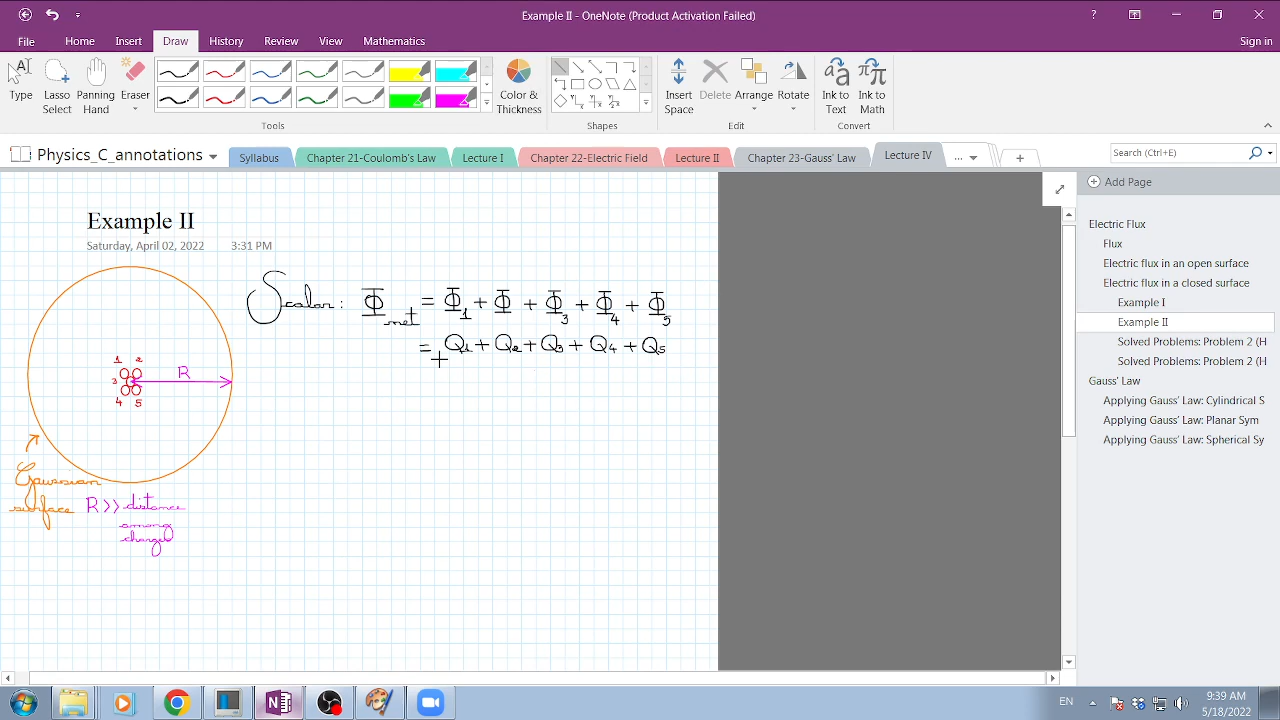 Example II - OneNote (Product Activation Failed)
File Home Insert Draw History Review View Mathematics
Sign in
Type
Lasso Select
Panning Hand
Eraser
Color & Thickness
Insert Space
Delete
Arrange
Rotate
Ink to Text
Ink to Math
Tools
Shapes
Edit
Convert
Physics_C_annotations
Syllabus
Chapter 21-Coulomb's Law
Lecture I
Chapter 22-Electric Field
Lecture II
Chapter 23-Gauss' Law
Lecture IV
...
Search (Ctrl+E)
Add Page
Example II
Saturday, April 02, 2022 3:31 PM
Scalar: Φnet = Φ1 + Φ + Φ3 + Φ4 + Φ5
= Q1 + Q2 + Q3 + Q4 + Q5
1 2
3
4 5
R
Gaussian
surface
R >> distance
among
charges
Electric Flux
Flux
Electric flux in an open surface
Electric flux in a closed surface
Example I
Example II
Solved Problems: Problem 2 (H
Solved Problems: Problem 2 (H
Gauss' Law
Applying Gauss' Law: Cylindrical S
Applying Gauss' Law: Planar Sym
Applying Gauss' Law: Spherical Sy
EN
9:39 AM
5/18/2022